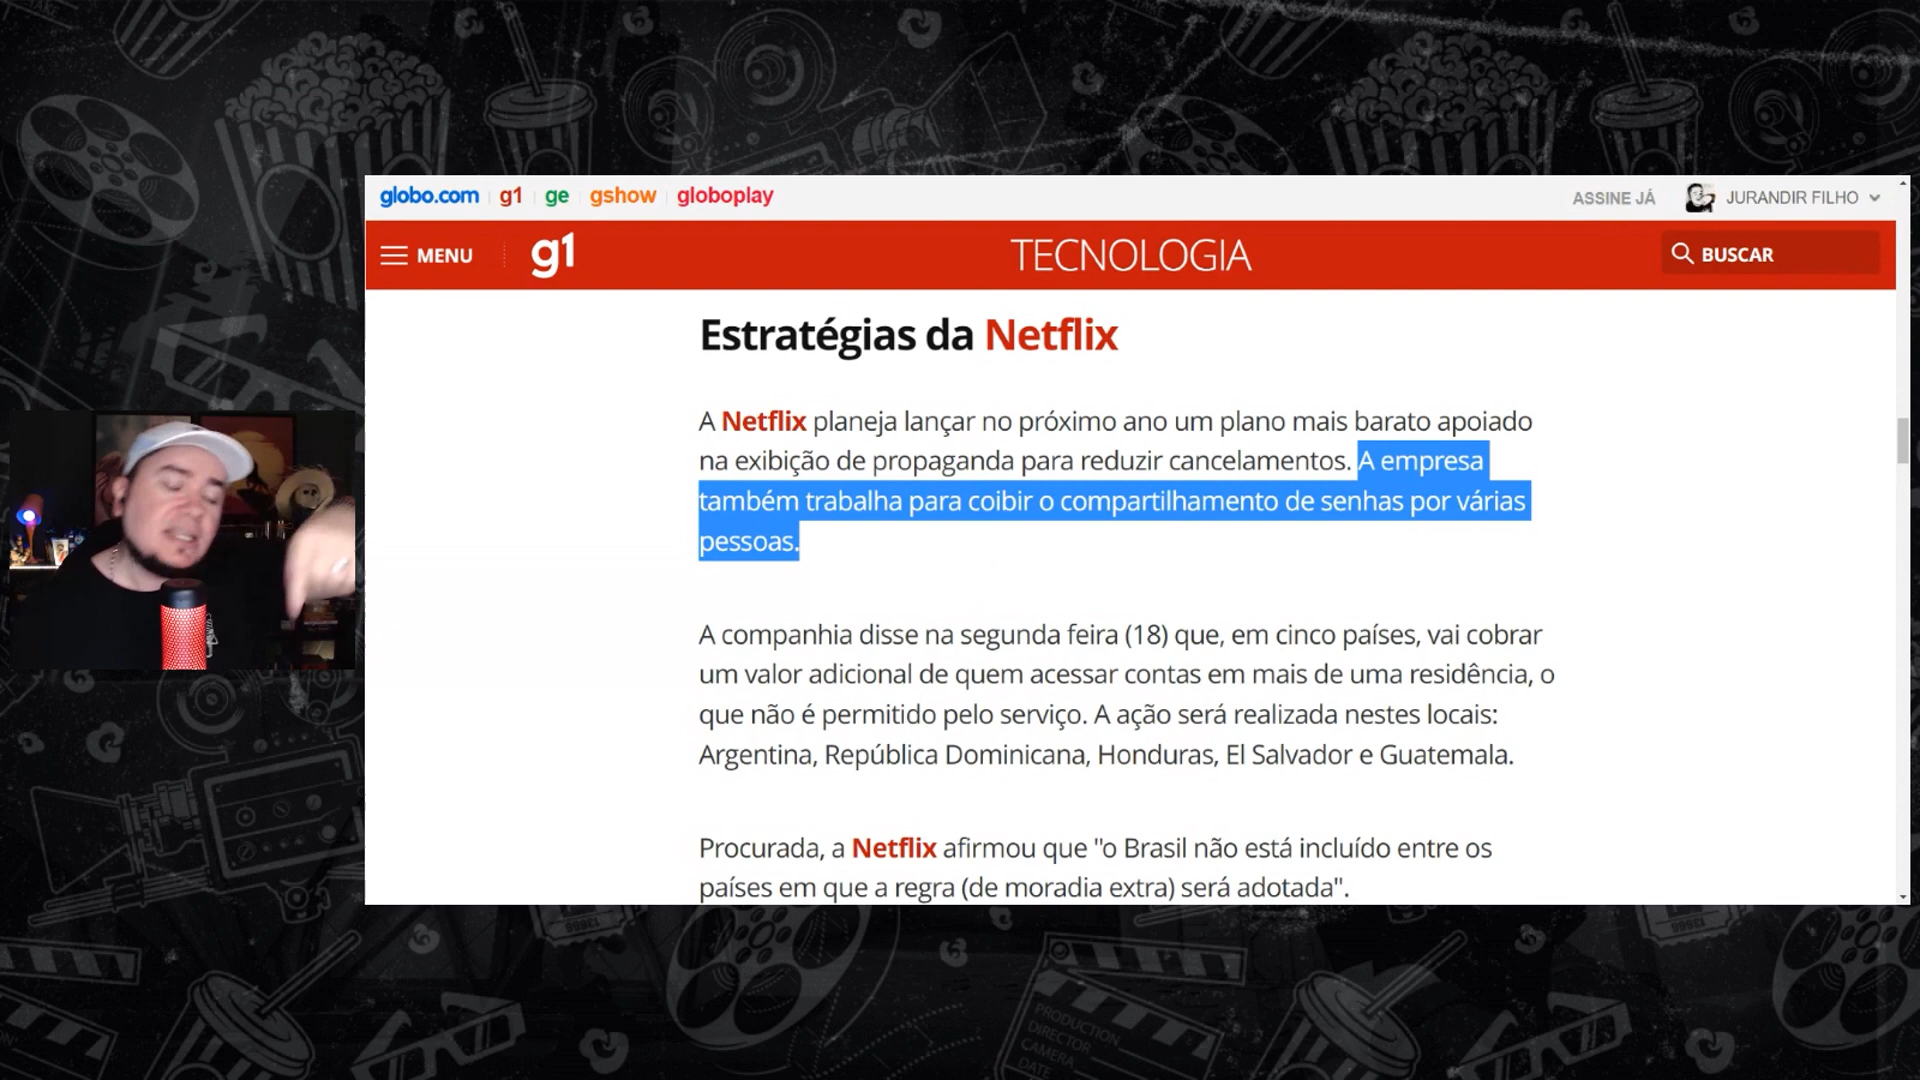 globo.com g1 ge gshow globoplay ASSINE JÁ JURANDIR FILHO
MENU g1 TECNOLOGIA BUSCAR
Estratégias da Netflix
A Netflix planeja lançar no próximo ano um plano mais barato apoiado
na exibição de propaganda para reduzir cancelamentos. A empresa
também trabalha para coibir o compartilhamento de senhas por várias
pessoas.
A companhia disse na segunda feira (18) que, em cinco países, vai cobrar
um valor adicional de quem acessar contas em mais de uma residência, o
que não é permitido pelo serviço. A ação será realizada nestes locais:
Argentina, República Dominicana, Honduras, El Salvador e Guatemala.
Procurada, a Netflix afirmou que "o Brasil não está incluído entre os
países em que a regra (de moradia extra) será adotada".
PRODUCTION
DIRECTOR
CAMERA
DATE